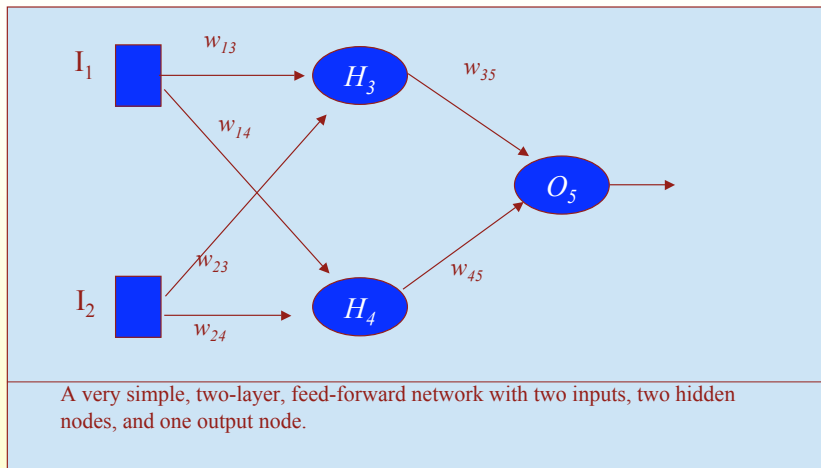 I₁
w₁₃
H₃
w₃₅
w₁₄
O₅
w₂₃
w₄₅
I₂
H₄
w₂₄
A very simple, two-layer, feed-forward network with two inputs, two hidden
nodes, and one output node.